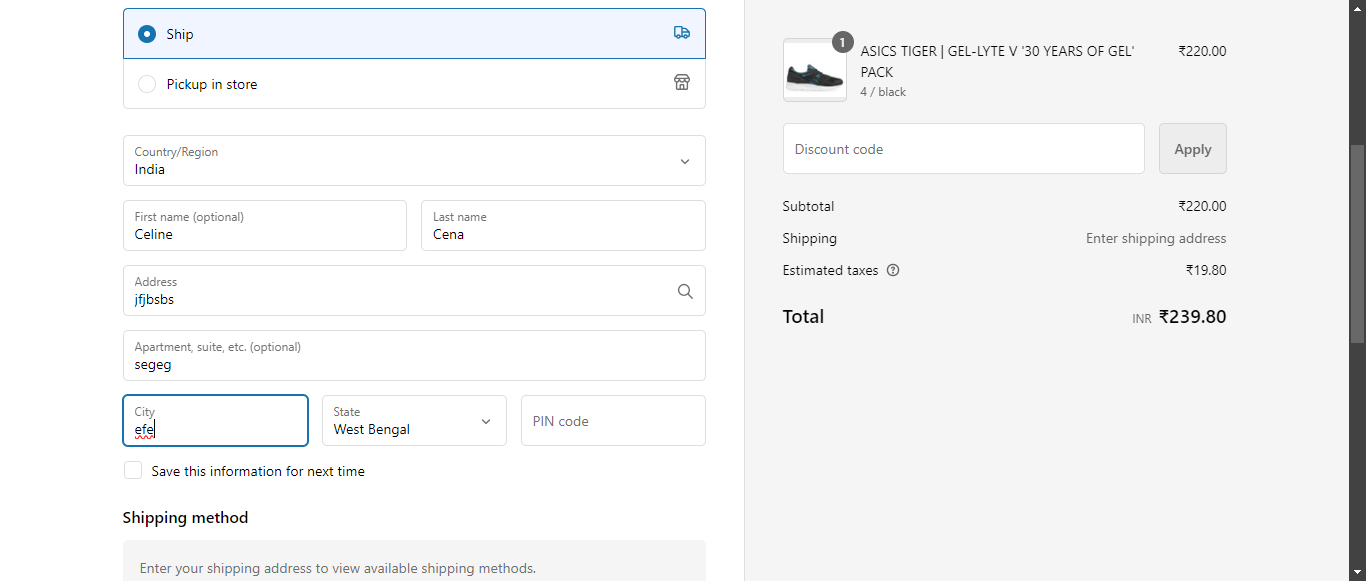 Ship
Pickup in store
Country/Region
India
First name (optional)
Celine
Last name
Cena
Address
jfjbsbs
Apartment, suite, etc. (optional)
segeg
City
efe
State
West Bengal
PIN code
Save this information for next time
Shipping method
Enter your shipping address to view available shipping methods.
1
ASICS TIGER | GEL-LYTE V '30 YEARS OF GEL' ₹220.00
PACK
4 / black
Discount code
Apply
Subtotal ₹220.00
Shipping Enter shipping address
Estimated taxes ? ₹19.80
Total INR ₹239.80